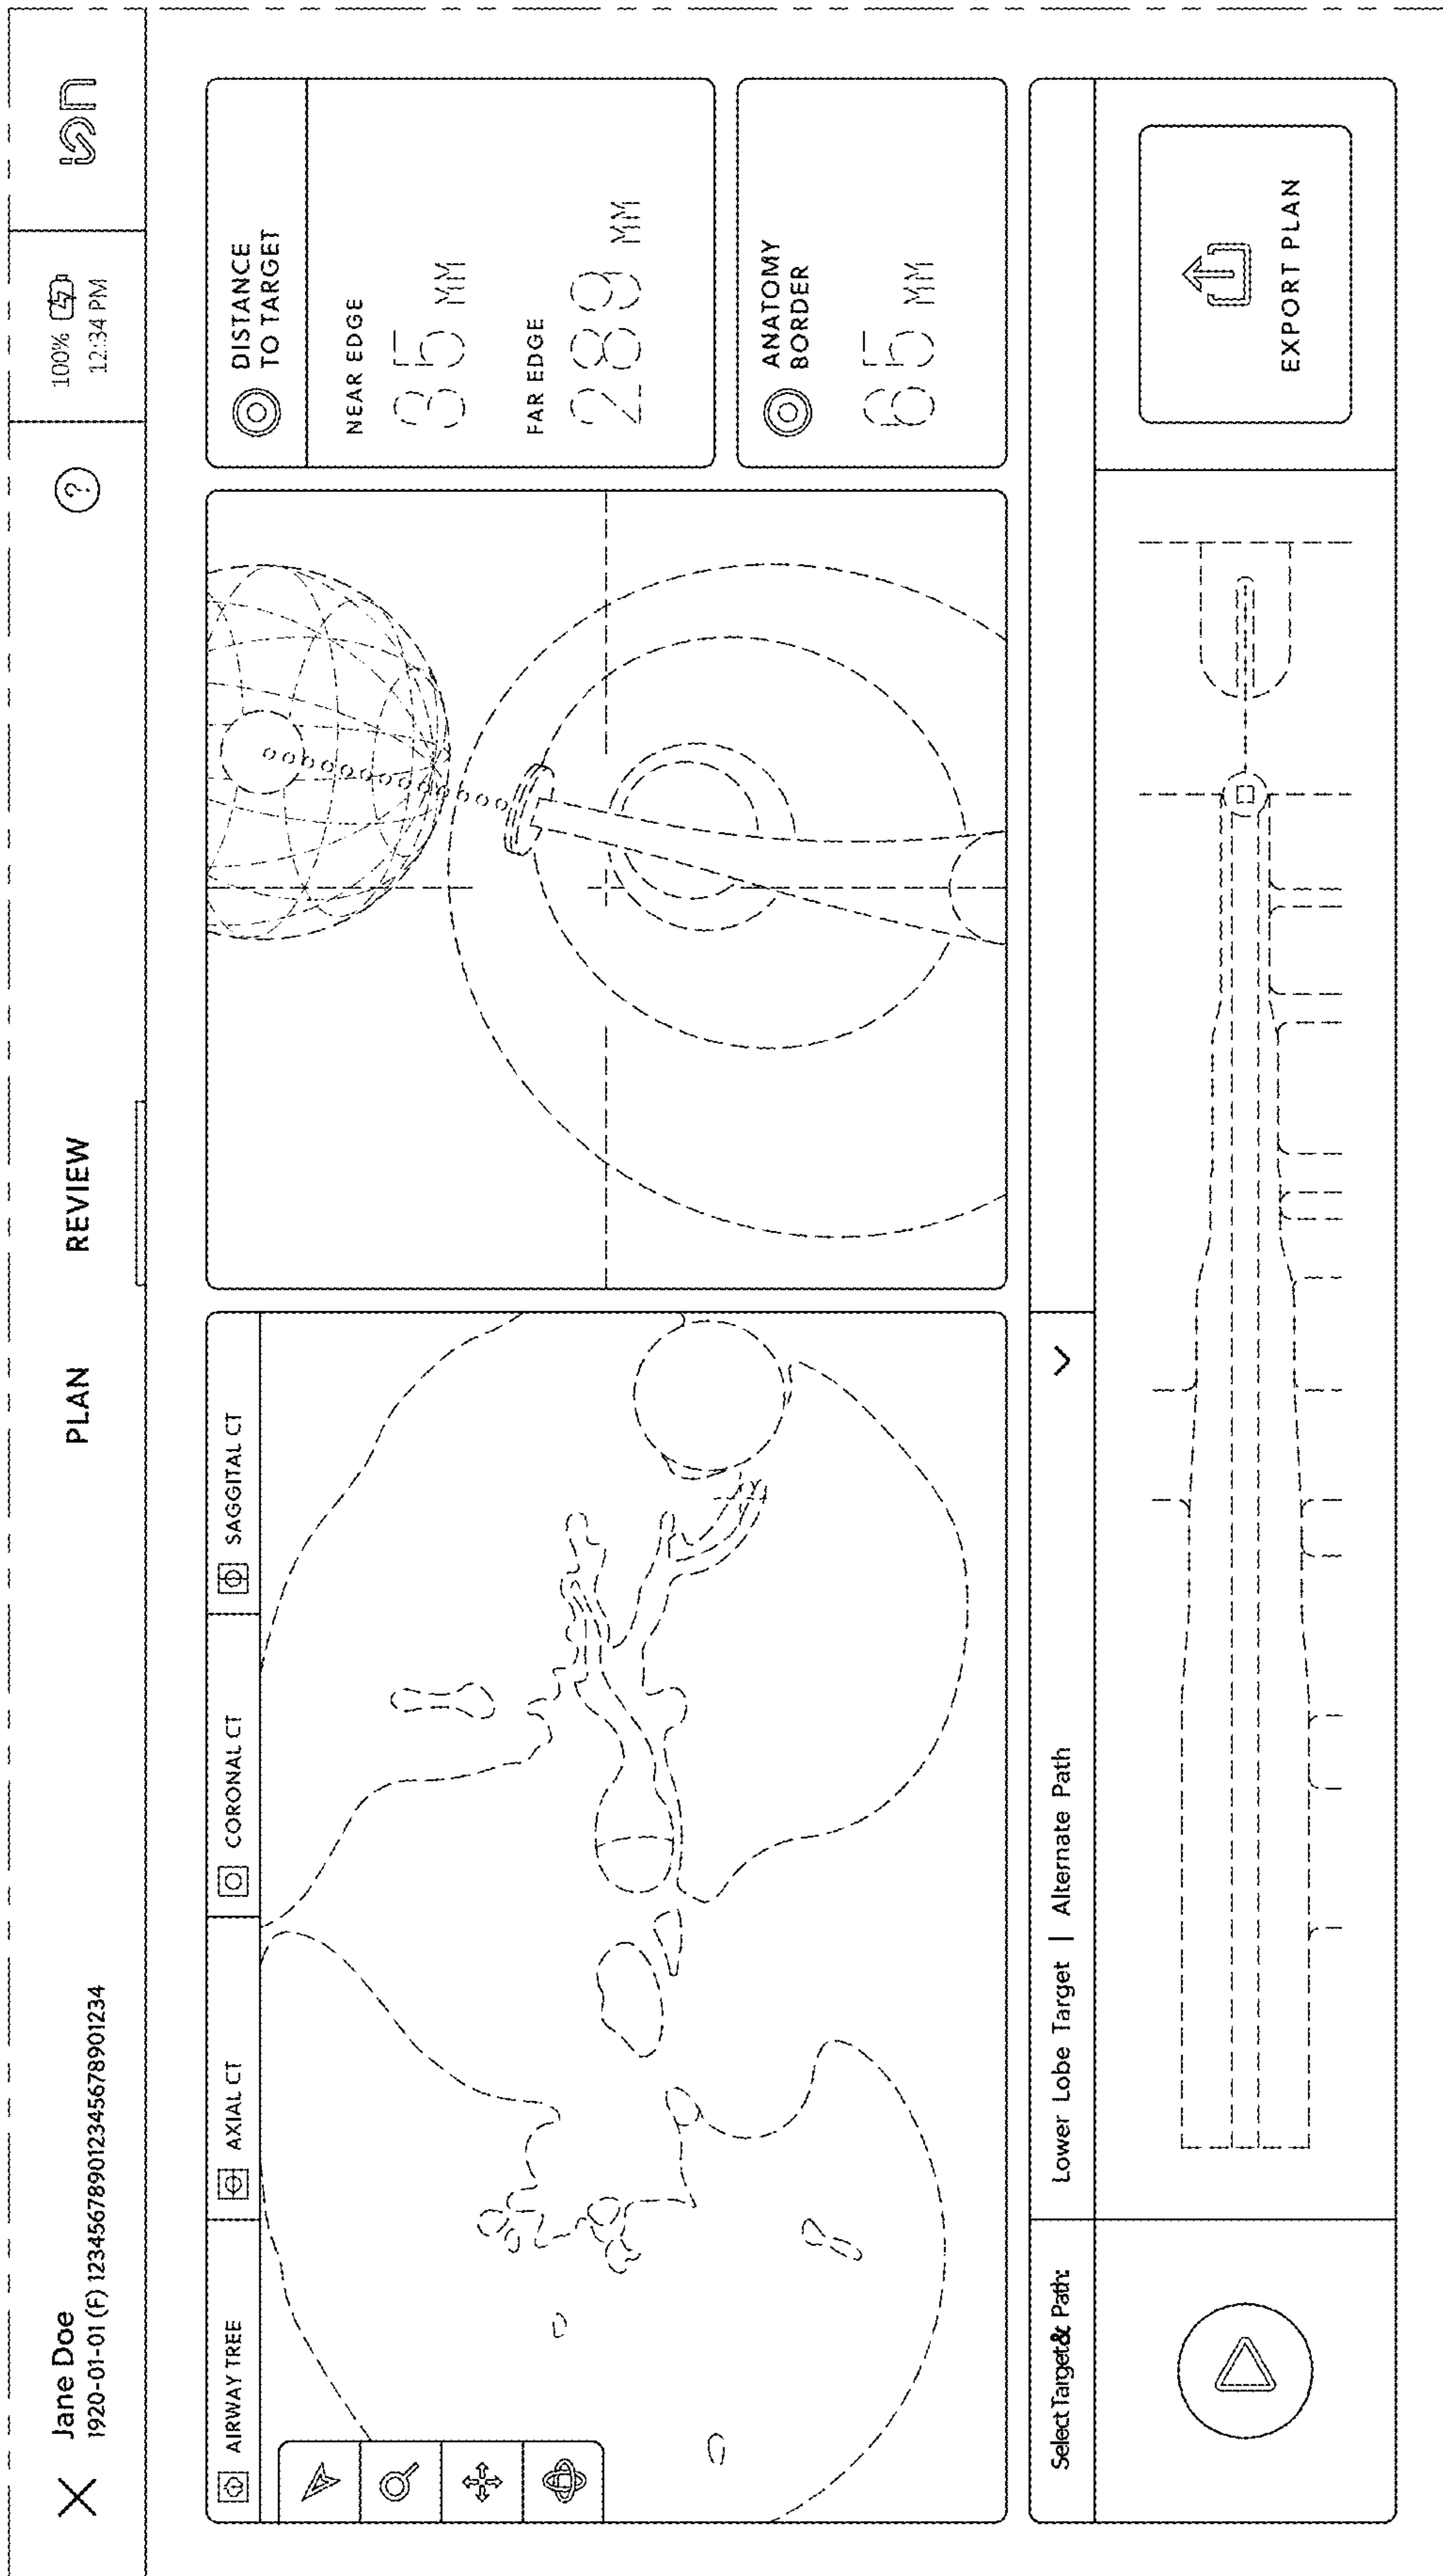 Jane Doe
1920-01-01 (F) 123456789012345678901234
PLAN
REVIEW
?
100%
12:34 PM
ion
AIRWAY TREE
AXIAL CT
CORONAL CT
SAGGITAL CT
DISTANCE
TO TARGET
NEAR EDGE
35 MM
FAR EDGE
289 MM
ANATOMY
BORDER
65 MM
Select Target & Path:
Lower Lobe Target | Alternate Path
EXPORT PLAN